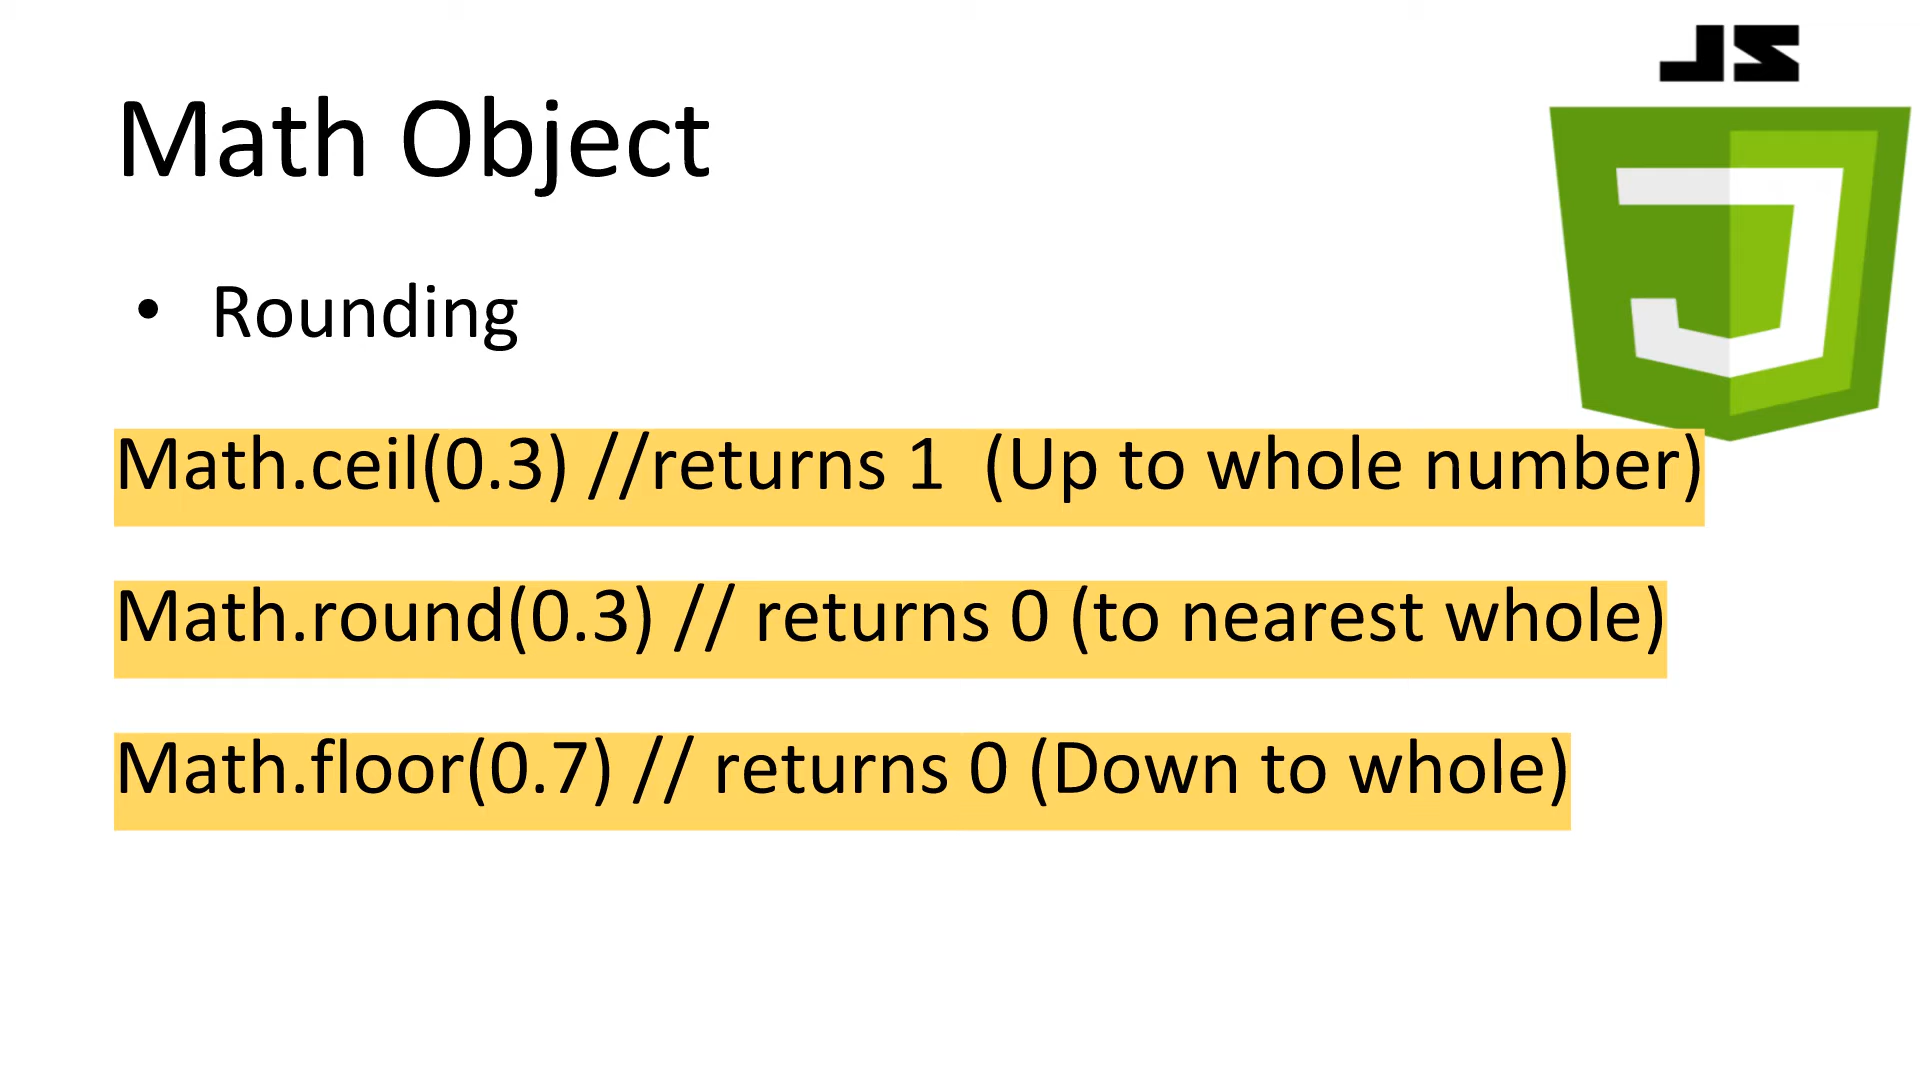 JS
Math Object
• Rounding
Math.ceil(0.3) //returns 1  (Up to whole number)
Math.round(0.3) // returns 0 (to nearest whole)
Math.floor(0.7) // returns 0 (Down to whole)